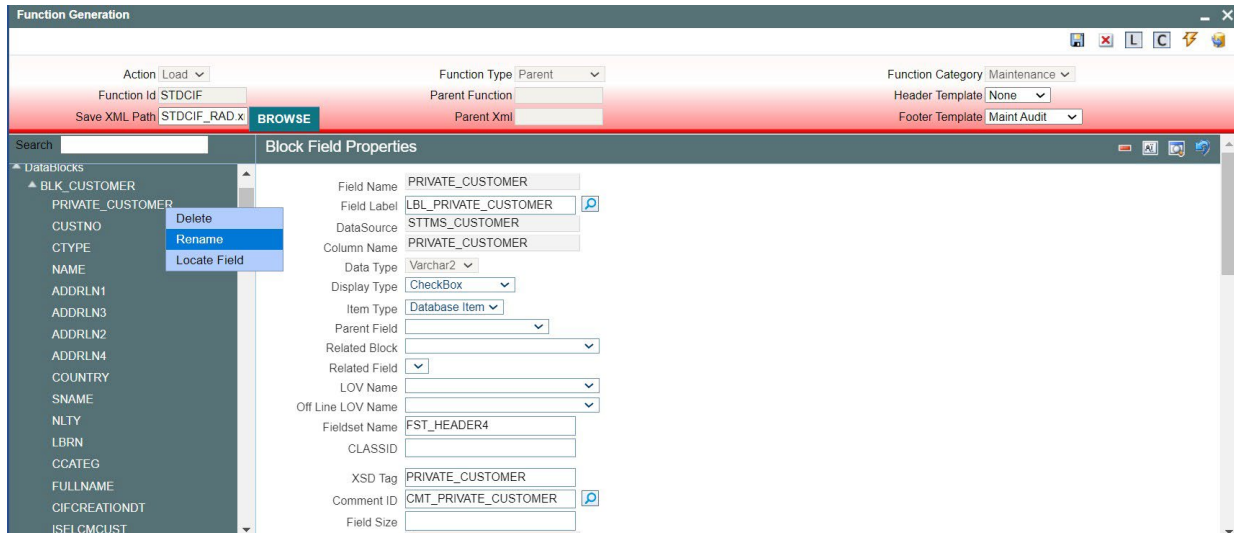 Function Generation
L C
Action Load Function Type Parent Function Category Maintenance
Function Id STDCIF Parent Function Header Template None
Save XML Path STDCIF_RAD.x BROWSE Parent Xml Footer Template Maint Audit
Search Block Field Properties
DataBlocks
BLK_CUSTOMER
PRIVATE_CUSTOMER
CUSTNO
CTYPE
NAME
ADDRLN1
ADDRLN3
ADDRLN2
ADDRLN4
COUNTRY
SNAME
NLTY
LBRN
CCATEG
FULLNAME
CIFCREATIONDT
ISELCMCUST
Delete
Rename
Locate Field
Field Name PRIVATE_CUSTOMER
Field Label LBL_PRIVATE_CUSTOMER
DataSource STTMS_CUSTOMER
Column Name PRIVATE_CUSTOMER
Data Type Varchar2
Display Type CheckBox
Item Type Database Item
Parent Field
Related Block
Related Field
LOV Name
Off Line LOV Name
Fieldset Name FST_HEADER4
CLASSID
XSD Tag PRIVATE_CUSTOMER
Comment ID CMT_PRIVATE_CUSTOMER
Field Size